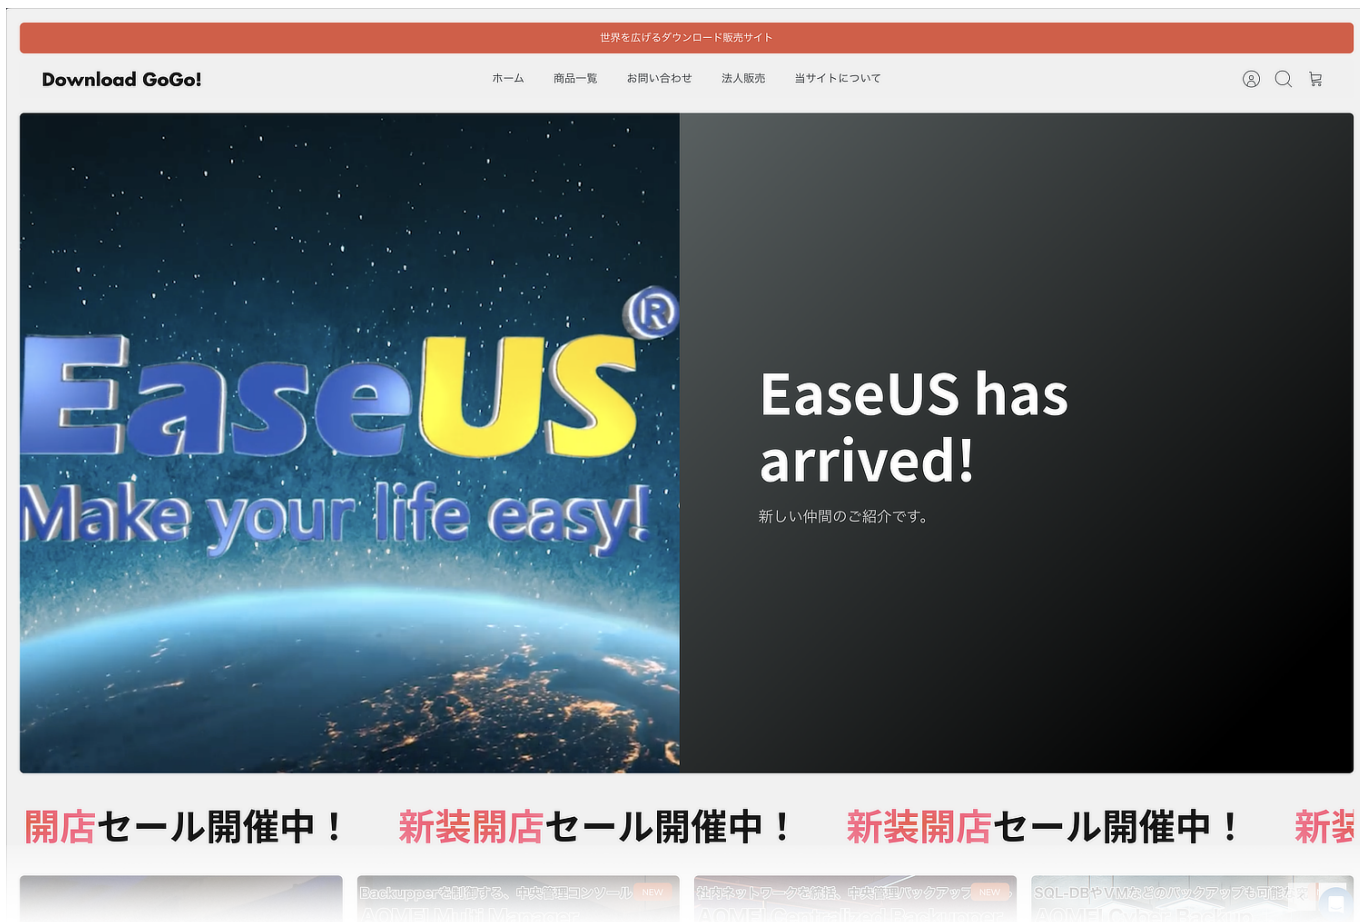 世界を広げるダウンロード販売サイト
Download GoGo!
ホーム 商品一覧 お問い合わせ 法人販売 当サイトについて
EaseUS®
Make your life easy!
EaseUS has
arrived!
新しい仲間のご紹介です。
開店セール開催中! 新装開店セール開催中! 新装開店セール開催中! 新装
Backupperを制御する、中央管理コンソール NEW
社内ネットワークを統括、中央管理バックアップ NEW
SQL-DBやVMなどのバックアップも可能な
AOMEI Centralized Backupper